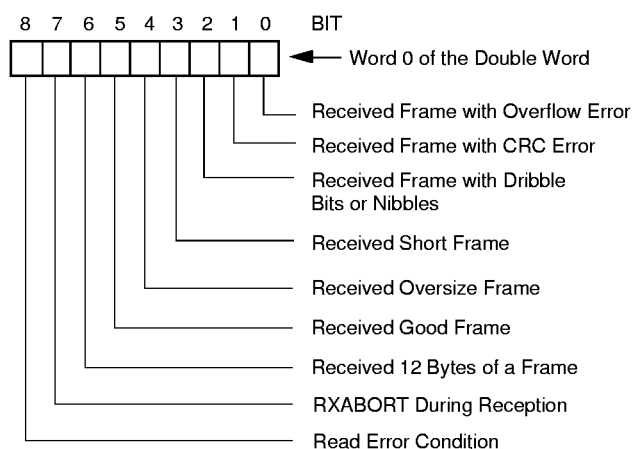 8 7 6 5 4 3 2 1 0 BIT
Word 0 of the Double Word
Received Frame with Overflow Error
Received Frame with CRC Error
Received Frame with Dribble
Bits or Nibbles
Received Short Frame
Received Oversize Frame
Received Good Frame
Received 12 Bytes of a Frame
RXABORT During Reception
Read Error Condition